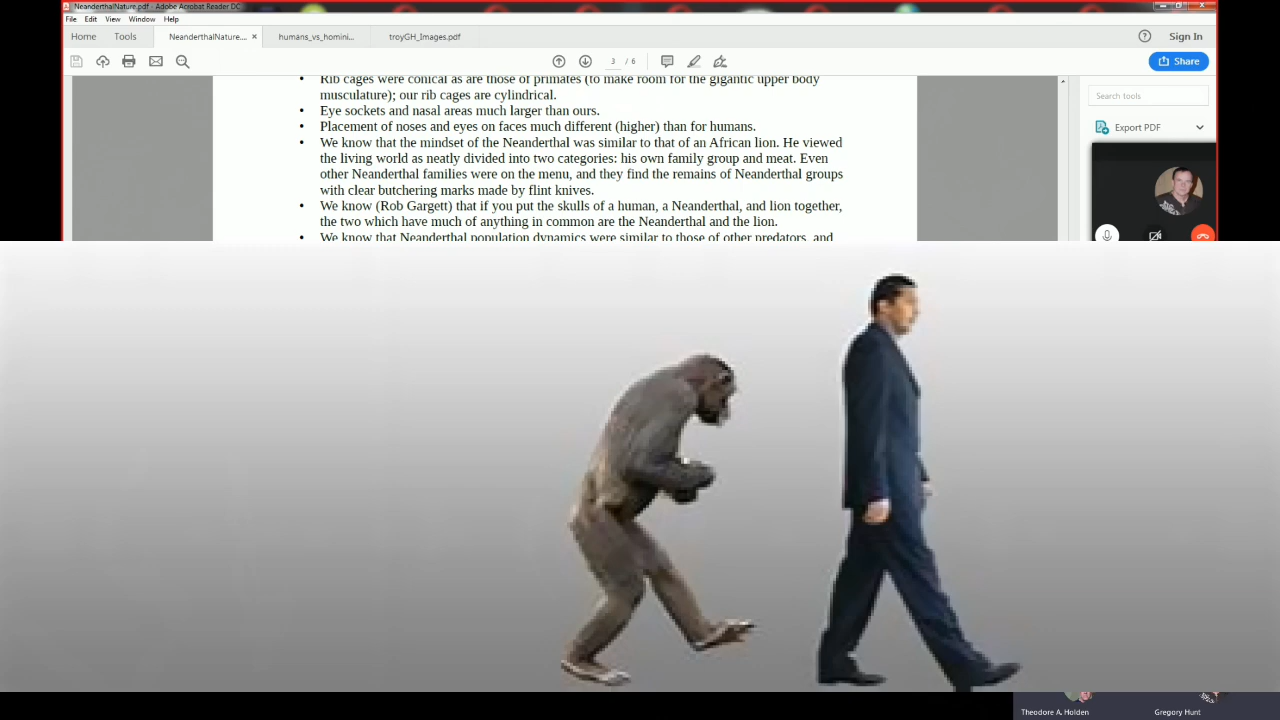 NeanderthalNature.pdf - Adobe Acrobat Reader DC
File Edit View Window Help
Home Tools NeanderthalNature.... × humans_vs_homini... troyGH_Images.pdf Sign In
3 / 6 Share
Rib cages were conical as are those of primates (to make room for the gigantic upper body
musculature); our rib cages are cylindrical.
• Eye sockets and nasal areas much larger than ours.
• Placement of noses and eyes on faces much different (higher) than for humans.
• We know that the mindset of the Neanderthal was similar to that of an African lion. He viewed
the living world as neatly divided into two categories: his own family group and meat. Even
other Neanderthal families were on the menu, and they find the remains of Neanderthal groups
with clear butchering marks made by flint knives.
• We know (Rob Gargett) that if you put the skulls of a human, a Neanderthal, and lion together,
the two which have much of anything in common are the Neanderthal and the lion.
• We know that Neanderthal population dynamics were similar to those of other predators, and
Search tools
Export PDF
Theodore A. Holden
Gregory Hunt